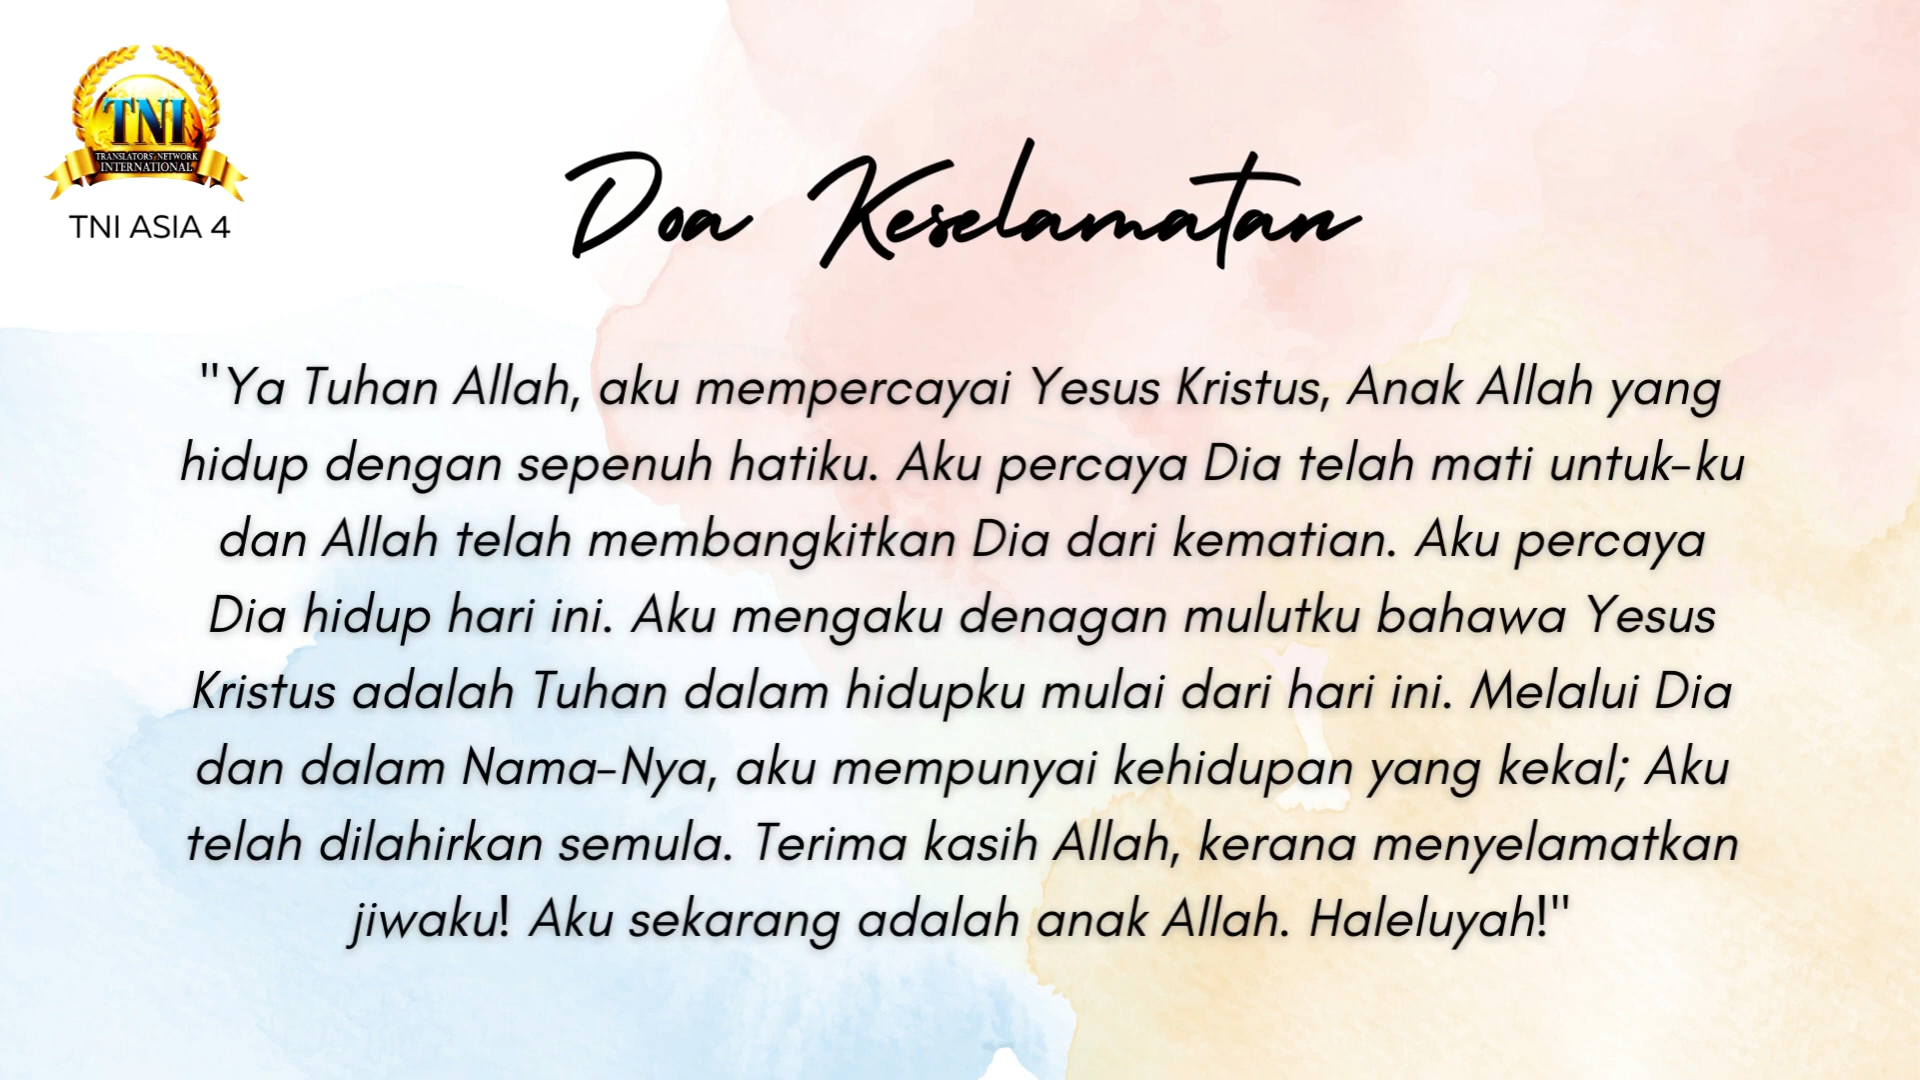 TNI
TRANSLATORS' NETWORK
INTERNATIONAL
TNI ASIA 4
Doa Keselamatan
"Ya Tuhan Allah, aku mempercayai Yesus Kristus, Anak Allah yang
hidup dengan sepenuh hatiku. Aku percaya Dia telah mati untuk-ku
dan Allah telah membangkitkan Dia dari kematian. Aku percaya
Dia hidup hari ini. Aku mengaku denagan mulutku bahawa Yesus
Kristus adalah Tuhan dalam hidupku mulai dari hari ini. Melalui Dia
dan dalam Nama-Nya, aku mempunyai kehidupan yang kekal; Aku
telah dilahirkan semula. Terima kasih Allah, kerana menyelamatkan
jiwaku! Aku sekarang adalah anak Allah. Haleluyah!"